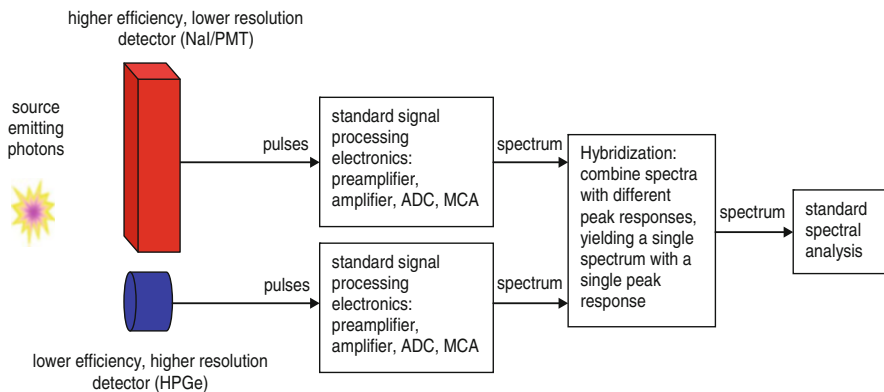 higher efficiency, lower resolution
detector (NaI/PMT)
source
emitting
photons
pulses
standard signal
processing
electronics:
preamplifier,
amplifier, ADC, MCA
spectrum
Hybridization:
combine spectra
with different
peak responses,
yielding a single
spectrum with a
single peak
response
spectrum
standard
spectral
analysis
pulses
standard signal
processing
electronics:
preamplifier,
amplifier, ADC, MCA
spectrum
lower efficiency, higher resolution
detector (HPGe)